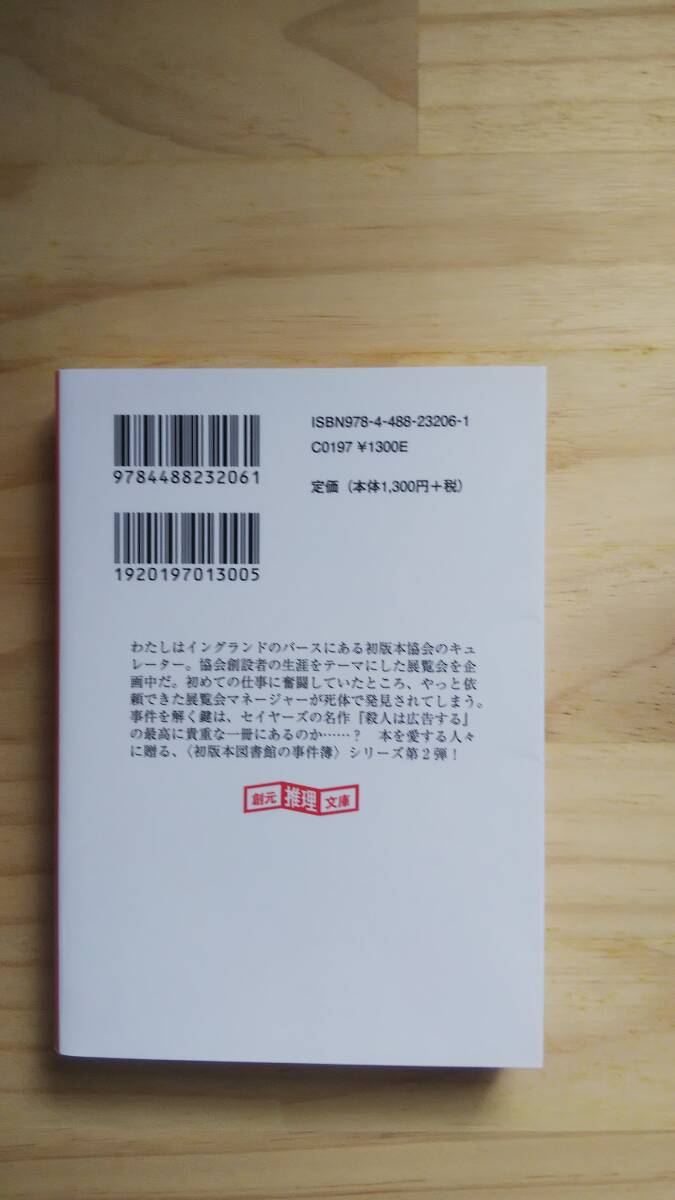 ISBN978-4-488-23206-1
C0197 ¥1300E
9784488232061
定価（本体1,300円＋税）
1920197013005
わたしはイングランドのバースにある初版本協会のキュ
レーター。協会創設者の生涯をテーマにした展覧会を企
画中だ。初めての仕事に奮闘していたところ、やっと依
頼できた展覧会マネージャーが死体で発見されてしまう。
事件を解く鍵は、セイヤーズの名作『殺人は広告する』
の最高に貴重な一冊にあるのか……？　本を愛する人々
に贈る、〈初版本図書館の事件簿〉シリーズ第２弾！
創元推理文庫